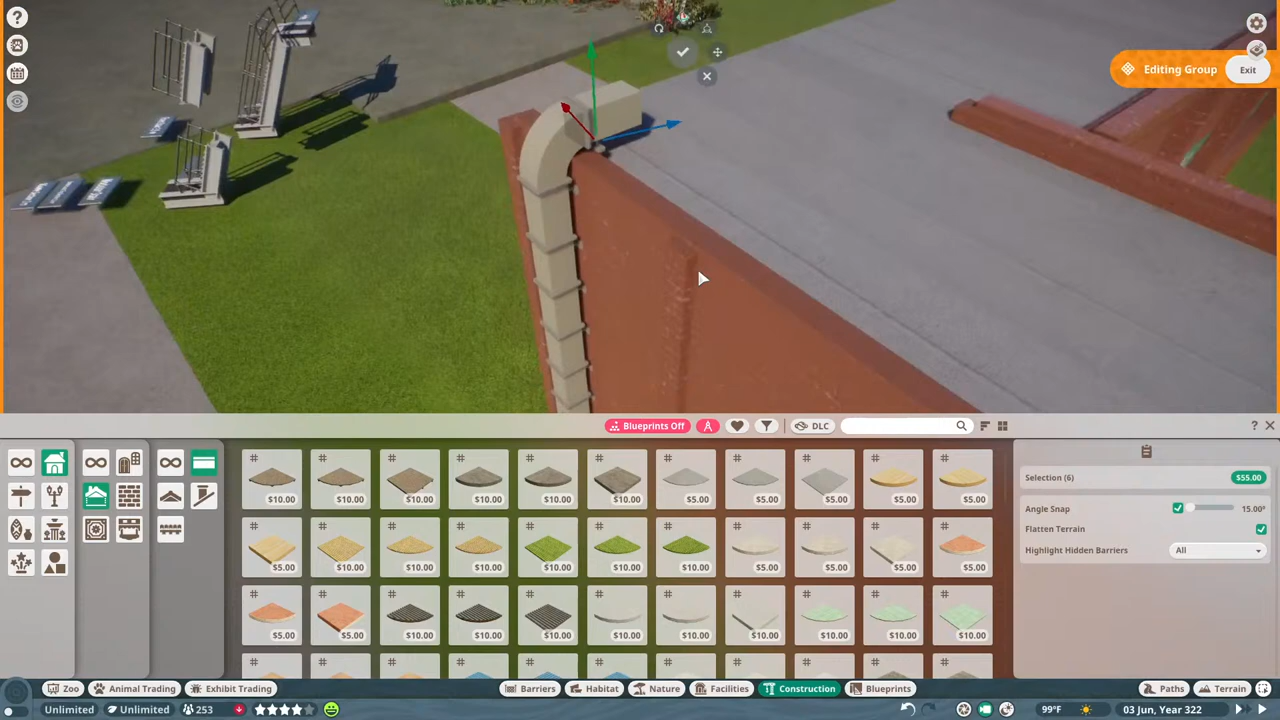 ?
Editing Group Exit
Blueprints Off DLC ?
$10.00 $10.00 $10.00 $10.00 $10.00 $10.00 $5.00 $5.00 $5.00 $5.00 $5.00
$5.00 $10.00 $10.00 $10.00 $10.00 $10.00 $10.00 $5.00 $5.00 $5.00 $5.00
$5.00 $5.00 $10.00 $10.00 $10.00 $10.00 $10.00 $10.00 $10.00 $10.00 $10.00
Selection (6) $55.00
Angle Snap 15.00°
Flatten Terrain
Highlight Hidden Barriers All
Zoo Animal Trading Exhibit Trading Barriers Habitat Nature Facilities Construction Blueprints Paths Terrain
Unlimited Unlimited 253 99°F 03 Jun, Year 322